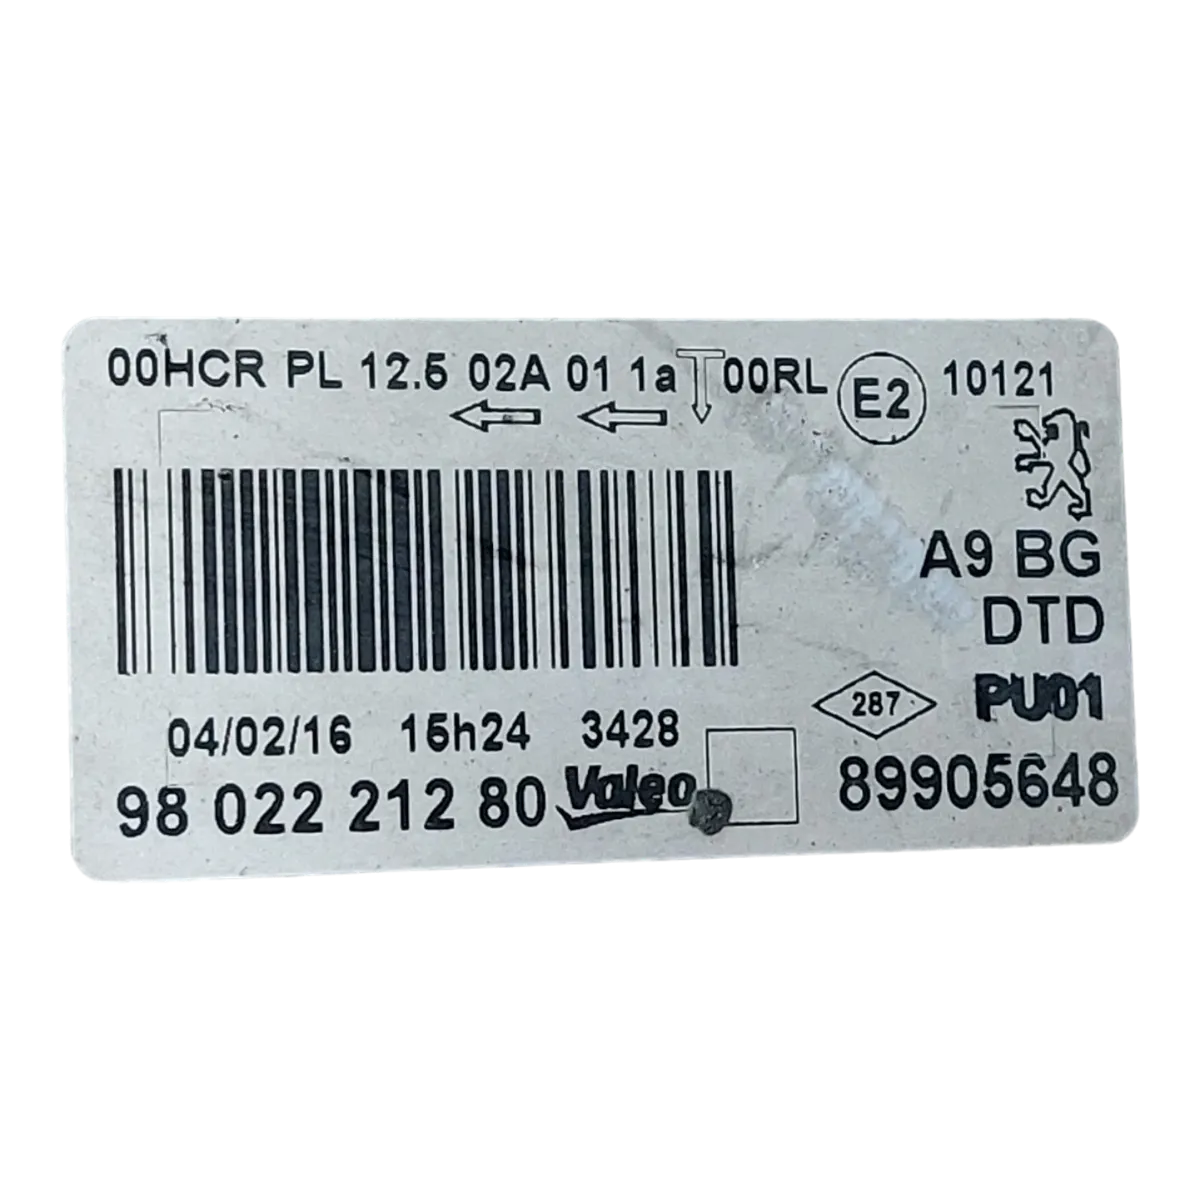 00HCR PL 12.5 02A 01 1a 00RL E2 10121
A9 BG
DTD
287 PU01
04/02/16 15h24 3428
98 022 212 80 Valeo 89905648